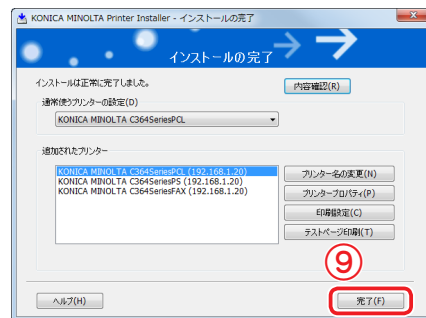 KONICA MINOLTA Printer Installer - インストールの完了
インストールの完了
インストールは正常に完了しました。
内容確認(R)
通常使うプリンターの設定(D)
KONICA MINOLTA C364SeriesPCL
追加されたプリンター
KONICA MINOLTA C364SeriesPCL (192.168.1.20)
KONICA MINOLTA C364SeriesPS (192.168.1.20)
KONICA MINOLTA C364SeriesFAX (192.168.1.20)
プリンター名の変更(N)
プリンタープロパティ(P)
印刷設定(C)
テストページ印刷(T)
⑨
ヘルプ(H)
完了(F)